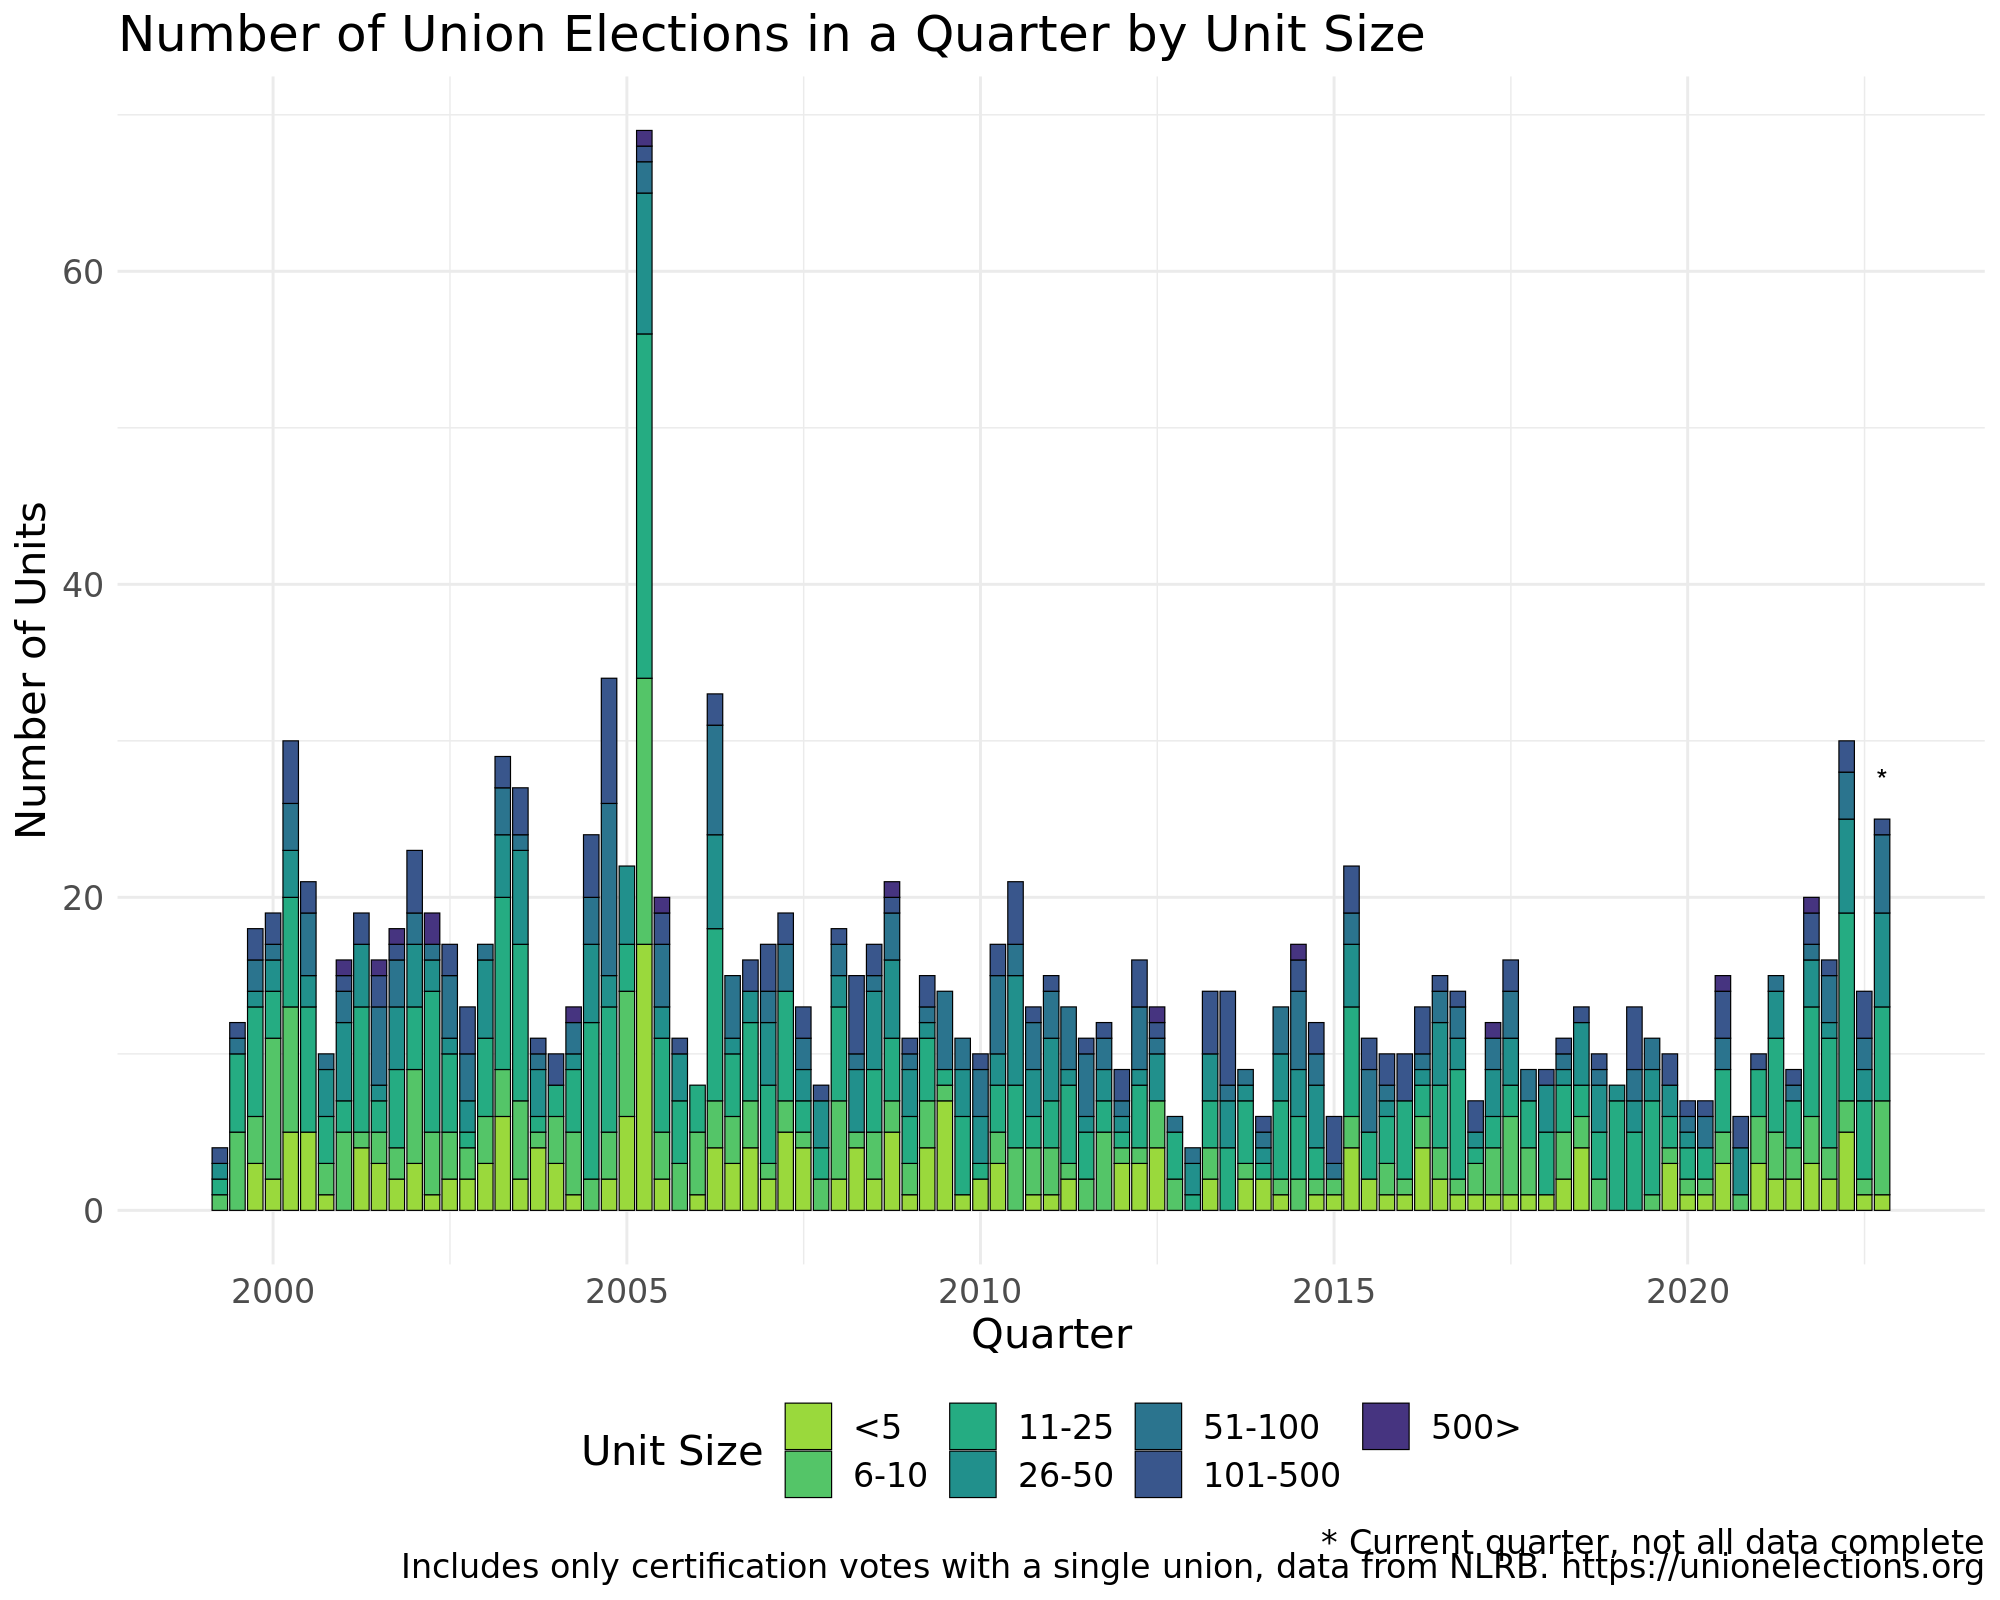 Number of Union Elections in a Quarter by Unit Size
Number of Units
60
40
20
0
*
2000 2005 2010 2015 2020
Quarter
Unit Size
<5 11-25 51-100 500>
6-10 26-50 101-500
* Current quarter, not all data complete
Includes only certification votes with a single union, data from NLRB. https://unionelections.org